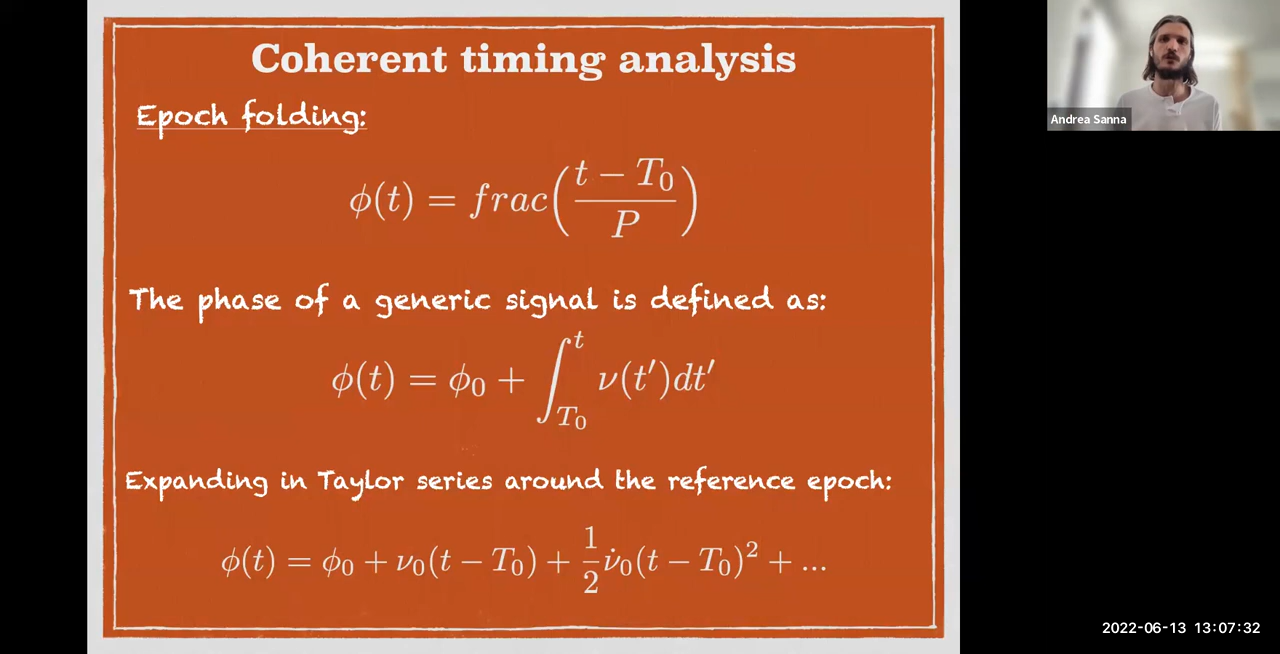 Coherent timing analysis
Epoch folding:
ϕ(t) = frac((t − T₀)/P)
The phase of a generic signal is defined as:
ϕ(t) = ϕ₀ + ∫_{T₀}^{t} ν(t′)dt′
Expanding in Taylor series around the reference epoch:
ϕ(t) = ϕ₀ + ν₀(t − T₀) + ½ν̇₀(t − T₀)² + ...
Andrea Sanna
2022-06-13 13:07:32